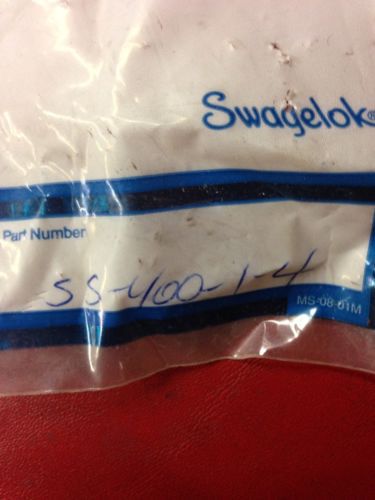 Swagelok®
Part Number
SS-400-1-4
MS-08-01M